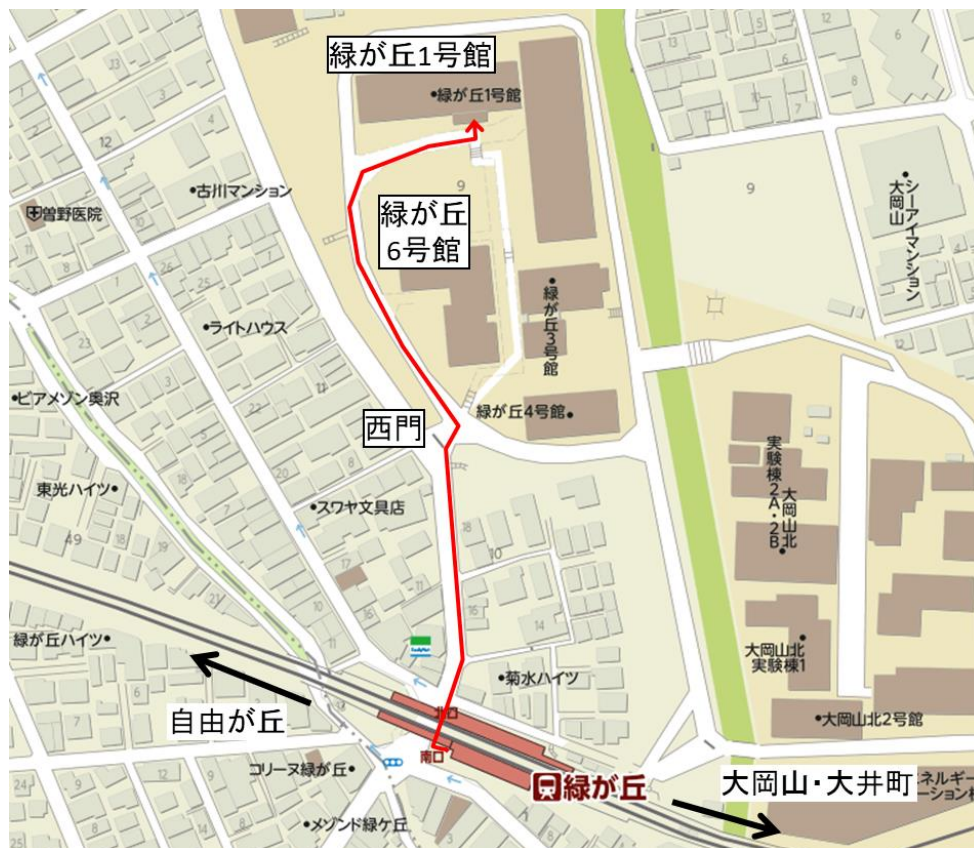 緑が丘1号館
緑が丘1号館
古川マンション
曽野医院
緑が丘
6号館
シーアイマンション
大岡山
ライトハウス
緑が丘3号館
ピアメゾン奥沢
緑が丘4号館
西門
東光ハイツ
スワヤ文具店
大岡山北
実験棟2A・2B
緑が丘ハイツ
FamilyMart
菊水ハイツ
大岡山北
実験棟1
自由が丘
北口
大岡山北2号館
南口
コリーヌ緑が丘
緑が丘
大岡山・大井町
メゾンド緑ケ丘
9
9
12
49
10